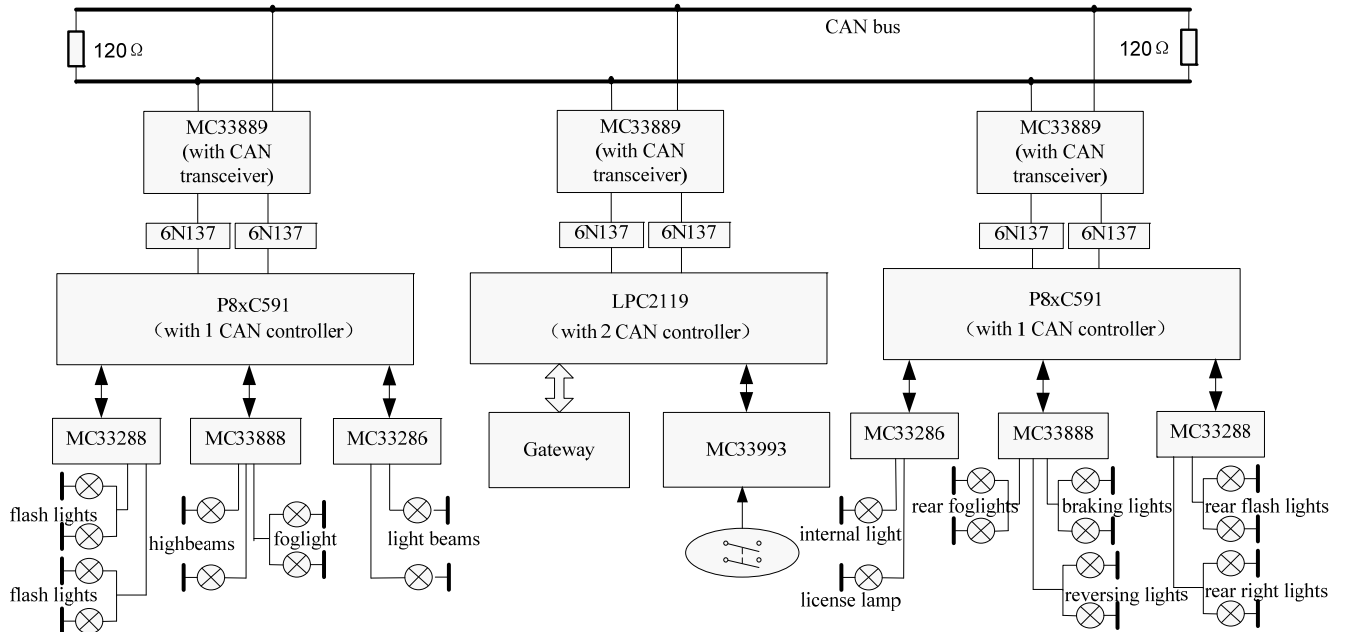 CAN bus
120Ω
120Ω
MC33889
(with CAN
transceiver)
MC33889
(with CAN
transceiver)
MC33889
(with CAN
transceiver)
6N137
6N137
6N137
6N137
6N137
6N137
P8xC591
（with 1 CAN controller）
LPC2119
（with 2 CAN controller）
P8xC591
（with 1 CAN controller）
MC33288
MC33888
MC33286
Gateway
MC33993
MC33286
MC33888
MC33288
flash lights
flash lights
highbeams
foglight
light beams
internal light
license lamp
rear foglights
braking lights
reversing lights
rear flash lights
rear right lights